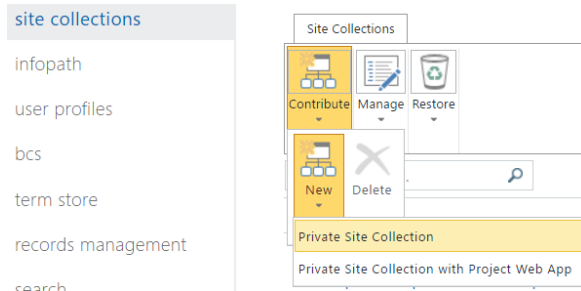 site collections
infopath
user profiles
bcs
term store
records management
search
Site Collections
Contribute
Manage
Restore
New
Delete
Private Site Collection
Private Site Collection with Project Web App